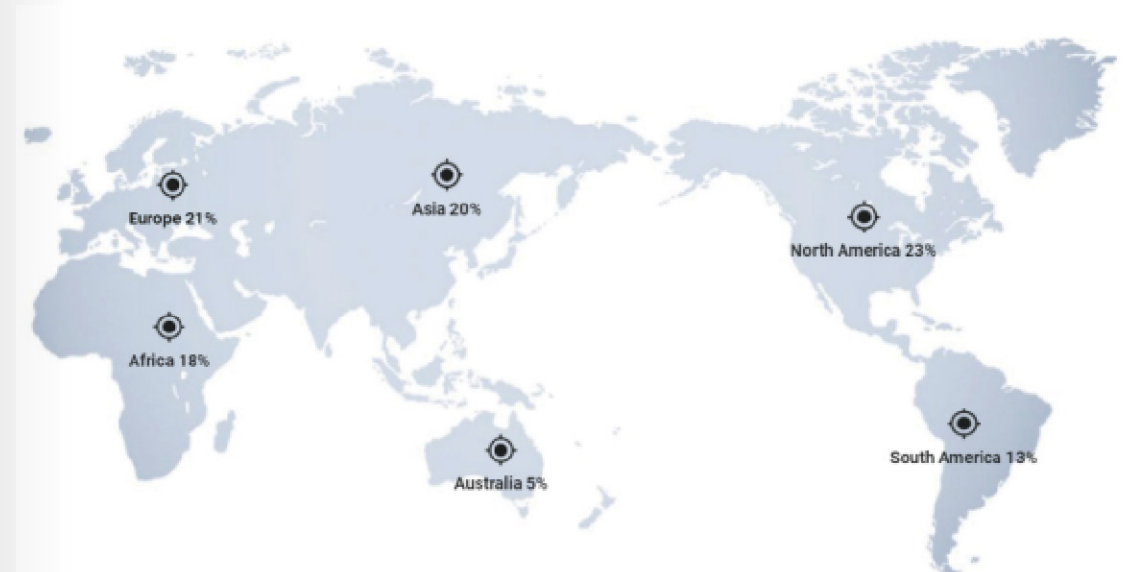 Europe 21%
Asia 20%
North America 23%
Africa 18%
Australia 5%
South America 13%